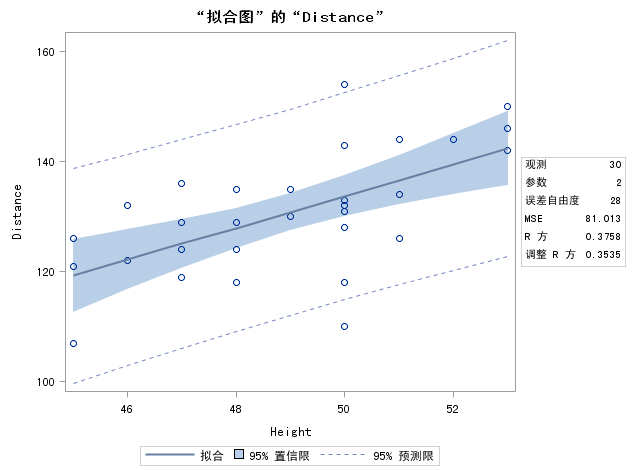 “拟合图”的“Distance”
160
140
120
100
Distance
46 48 50 52
Height
观测 30
参数 2
误差自由度 28
MSE 81.013
R 方 0.3758
调整 R 方 0.3535
拟合 95% 置信限 95% 预测限